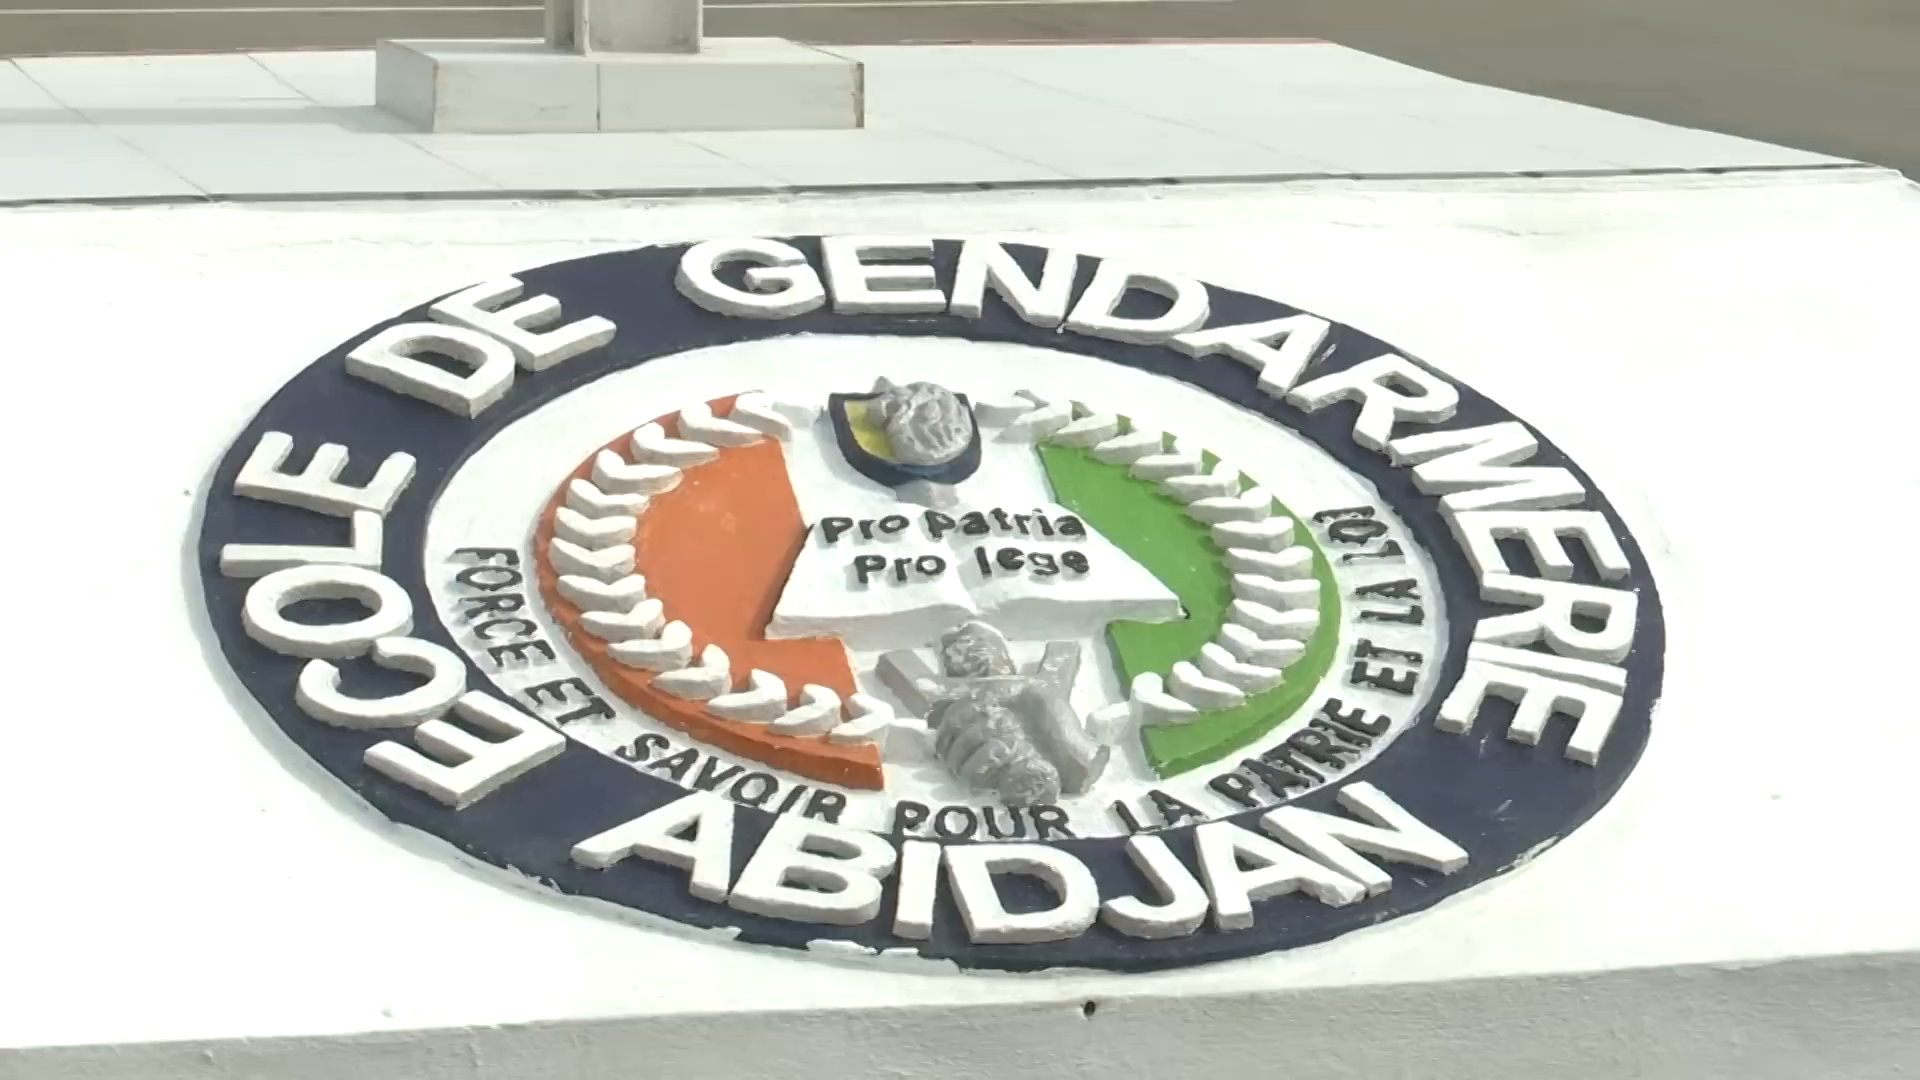 ECOLE DE GENDARMERIE
Pro patria
Pro lege
FORCE ET SAVOIR POUR LA PATRIE ET LA LOI
ABIDJAN